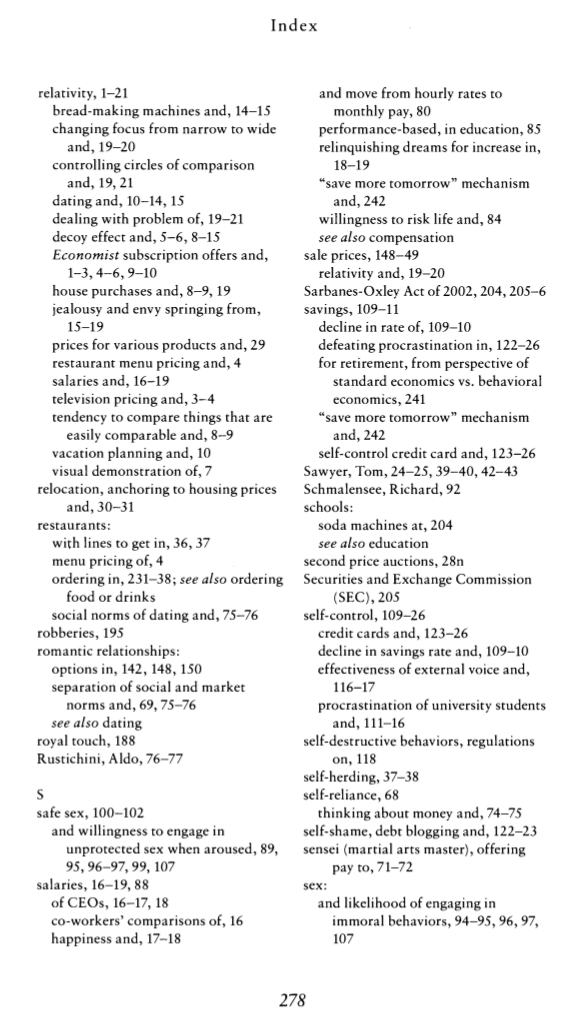 Index
relativity, 1–21
bread-making machines and, 14–15
changing focus from narrow to wide
and, 19–20
controlling circles of comparison
and, 19, 21
dating and, 10–14, 15
dealing with problem of, 19–21
decoy effect and, 5–6, 8–15
Economist subscription offers and,
1–3, 4–6, 9–10
house purchases and, 8–9, 19
jealousy and envy springing from,
15–19
prices for various products and, 29
restaurant menu pricing and, 4
salaries and, 16–19
television pricing and, 3–4
tendency to compare things that are
easily comparable and, 8–9
vacation planning and, 10
visual demonstration of, 7
relocation, anchoring to housing prices
and, 30–31
restaurants:
with lines to get in, 36, 37
menu pricing of, 4
ordering in, 231–38; see also ordering
food or drinks
social norms of dating and, 75–76
robberies, 195
romantic relationships:
options in, 142, 148, 150
separation of social and market
norms and, 69, 75–76
see also dating
royal touch, 188
Rustichini, Aldo, 76–77
S
safe sex, 100–102
and willingness to engage in
unprotected sex when aroused, 89,
95, 96–97, 99, 107
salaries, 16–19, 88
of CEOs, 16–17, 18
co-workers' comparisons of, 16
happiness and, 17–18
and move from hourly rates to
monthly pay, 80
performance-based, in education, 85
relinquishing dreams for increase in,
18–19
“save more tomorrow” mechanism
and, 242
willingness to risk life and, 84
see also compensation
sale prices, 148–49
relativity and, 19–20
Sarbanes-Oxley Act of 2002, 204, 205–6
savings, 109–11
decline in rate of, 109–10
defeating procrastination in, 122–26
for retirement, from perspective of
standard economics vs. behavioral
economics, 241
“save more tomorrow” mechanism
and, 242
self-control credit card and, 123–26
Sawyer, Tom, 24–25, 39–40, 42–43
Schmalensee, Richard, 92
schools:
soda machines at, 204
see also education
second price auctions, 28n
Securities and Exchange Commission
(SEC), 205
self-control, 109–26
credit cards and, 123–26
decline in savings rate and, 109–10
effectiveness of external voice and,
116–17
procrastination of university students
and, 111–16
self-destructive behaviors, regulations
on, 118
self-herding, 37–38
self-reliance, 68
thinking about money and, 74–75
self-shame, debt blogging and, 122–23
sensei (martial arts master), offering
pay to, 71–72
sex:
and likelihood of engaging in
immoral behaviors, 94–95, 96, 97,
107
278